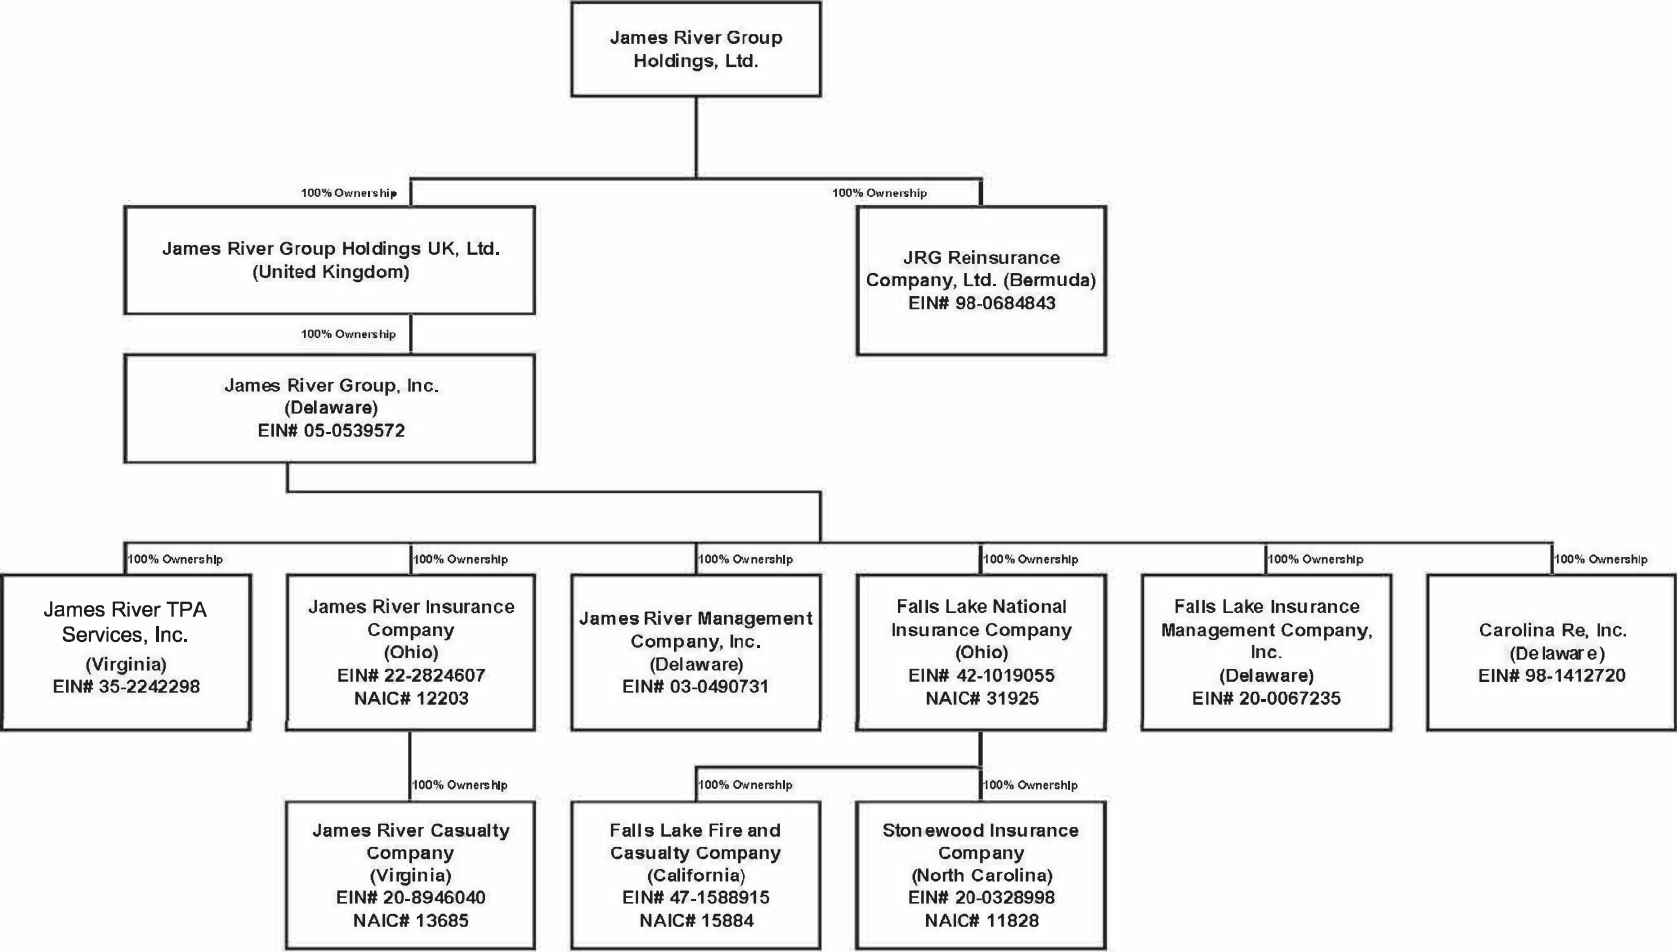 James River Group
Holdings, Ltd.
100% Ownership
100% Ownership
James River Group Holdings UK, Ltd.
(United Kingdom)
JRG Reinsurance
Company, Ltd. (Bermuda)
EIN# 98-0684843
100% Ownership
James River Group, Inc.
(Delaware)
EIN# 05-0539572
100% Ownership
100% Ownership
100% Ownership
100% Ownership
100% Ownership
100% Ownership
James River TPA
Services, Inc.
(Virginia)
EIN# 35-2242298
James River Insurance
Company
(Ohio)
EIN# 22-2824607
NAIC# 12203
James River Management
Company, Inc.
(Delaware)
EIN# 03-0490731
Falls Lake National
Insurance Company
(Ohio)
EIN# 42-1019055
NAIC# 31925
Falls Lake Insurance
Management Company,
Inc.
(Delaware)
EIN# 20-0067235
Carolina Re, Inc.
(Delaware)
EIN# 98-1412720
100% Ownership
100% Ownership
100% Ownership
James River Casualty
Company
(Virginia)
EIN# 20-8946040
NAIC# 13685
Falls Lake Fire and
Casualty Company
(California)
EIN# 47-1588915
NAIC# 15884
Stonewood Insurance
Company
(North Carolina)
EIN# 20-0328998
NAIC# 11828